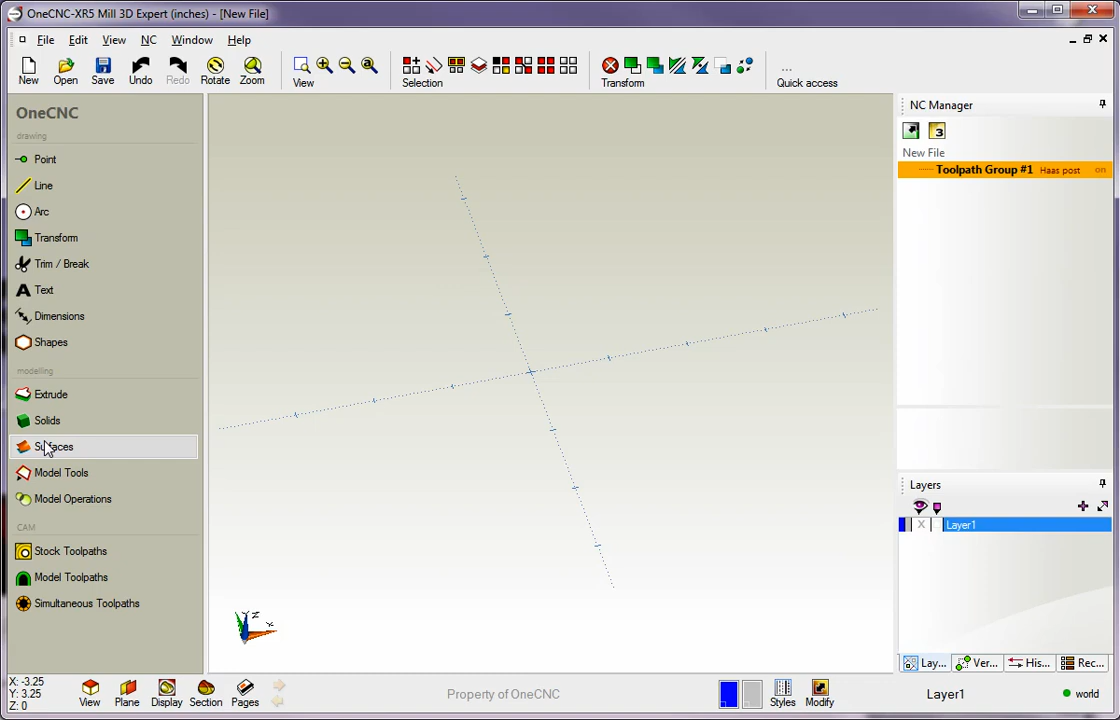 OneCNC-XR5 Mill 3D Expert (inches) - [New File]
File Edit View NC Window Help
New Open Save Undo Redo Rotate Zoom View Selection Transform ... Quick access
OneCNC
drawing
Point
Line
Arc
Transform
Trim / Break
A Text
Dimensions
Shapes
modelling
Extrude
Solids
Surfaces
Model Tools
Model Operations
CAM
Stock Toolpaths
Model Toolpaths
Simultaneous Toolpaths
NC Manager
3
New File
Toolpath Group #1 Haas post on
Layers
X Layer1
Lay... Ver... His... Rec...
Y Z X
X: -3.25
Y: 3.25
Z: 0
View Plane Display Section Pages Property of OneCNC Styles Modify Layer1 world